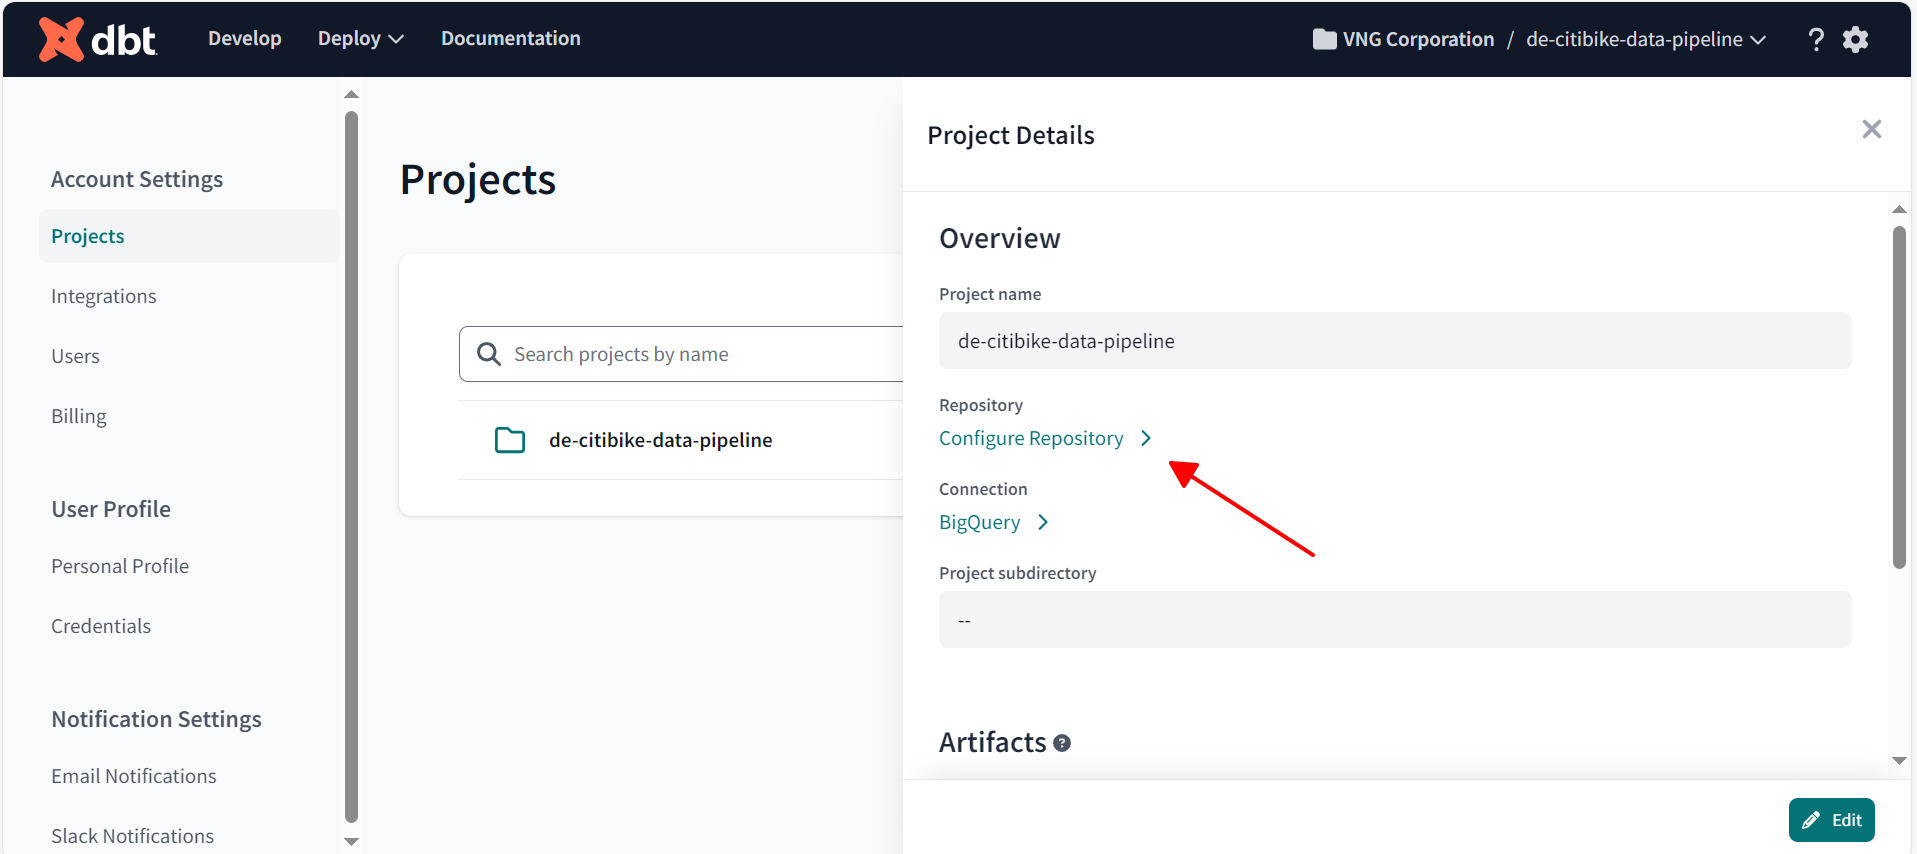 dbt
Develop
Deploy
Documentation
VNG Corporation / de-citibike-data-pipeline
?
Account Settings
Projects
Integrations
Users
Billing
User Profile
Personal Profile
Credentials
Notification Settings
Email Notifications
Slack Notifications
Projects
Search projects by name
de-citibike-data-pipeline
Project Details
Overview
Project name
de-citibike-data-pipeline
Repository
Configure Repository
Connection
BigQuery
Project subdirectory
--
Artifacts ?
Edit